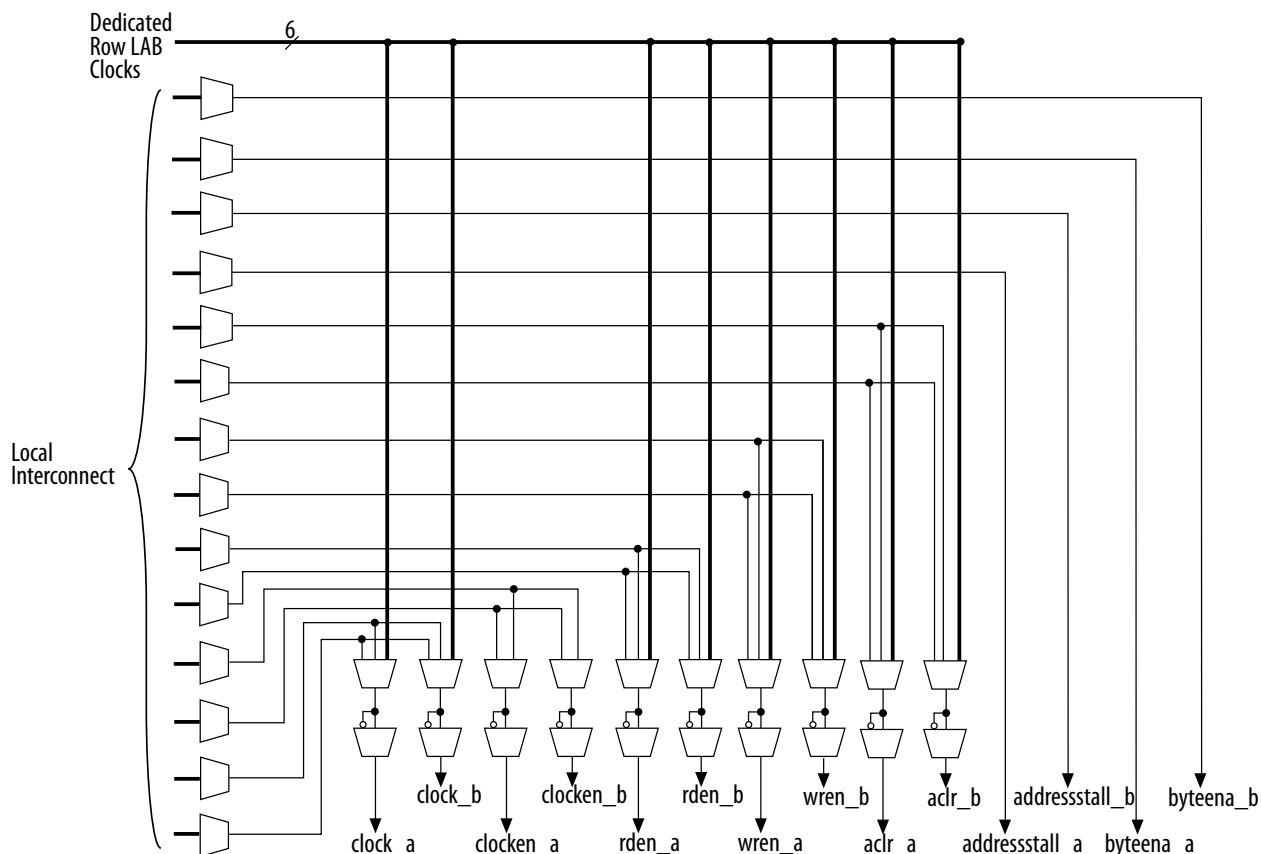 Dedicated
Row LAB
Clocks
6
Local
Interconnect
clock_b
clocken_b
rden_b
wren_b
aclr_b
addressstall_b
byteena_b
clock_a
clocken_a
rden_a
wren_a
aclr_a
addressstall_a
byteena_a